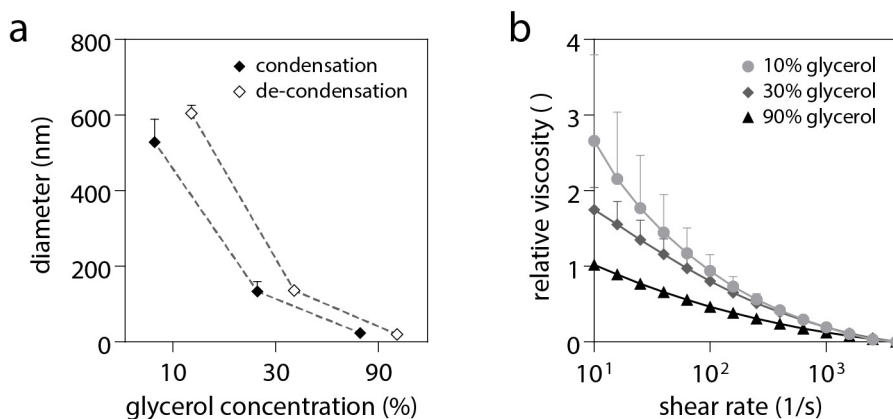 a
800
600
400
200
0
diameter (nm)
condensation
de-condensation
10
30
90
glycerol concentration (%)
b
4
3
2
1
0
relative viscosity ( )
10% glycerol
30% glycerol
90% glycerol
10¹
10²
10³
shear rate (1/s)